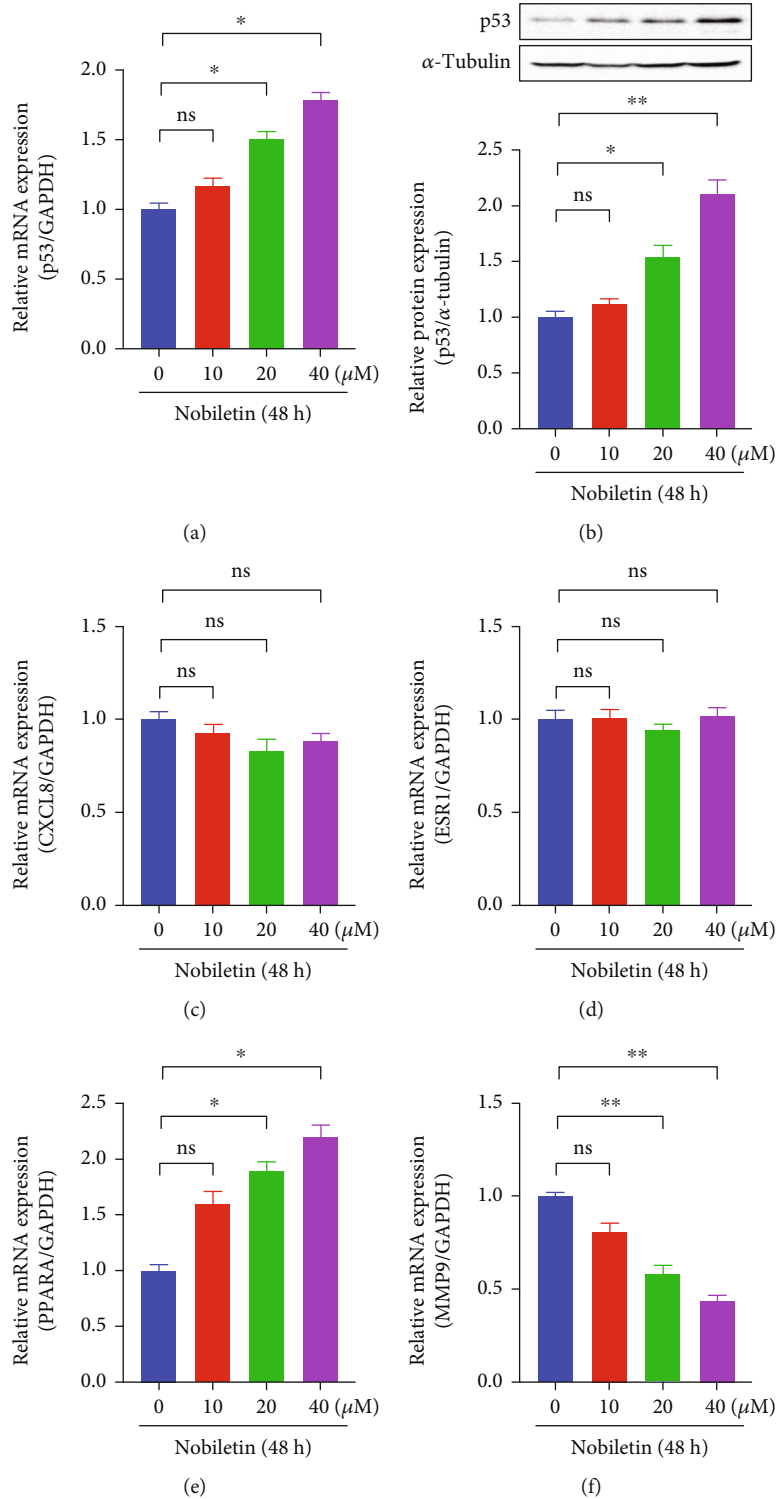 *
*
ns
2.0
1.5
1.0
0.5
0.0
Relative mRNA expression
(p53/GAPDH)
0 10 20 40 (μM)
Nobiletin (48 h)
(a)
p53
α-Tubulin
**
*
ns
2.5
2.0
1.5
1.0
0.5
0.0
Relative protein expression
(p53/α-tubulin)
0 10 20 40 (μM)
Nobiletin (48 h)
(b)
ns
ns
ns
1.5
1.0
0.5
0.0
Relative mRNA expression
(CXCL8/GAPDH)
0 10 20 40 (μM)
Nobiletin (48 h)
(c)
ns
ns
ns
1.5
1.0
0.5
0.0
Relative mRNA expression
(ESR1/GAPDH)
0 10 20 40 (μM)
Nobiletin (48 h)
(d)
*
*
ns
2.5
2.0
1.5
1.0
0.5
0.0
Relative mRNA expression
(PPARA/GAPDH)
0 10 20 40 (μM)
Nobiletin (48 h)
(e)
**
**
ns
1.5
1.0
0.5
0.0
Relative mRNA expression
(MMP9/GAPDH)
0 10 20 40 (μM)
Nobiletin (48 h)
(f)